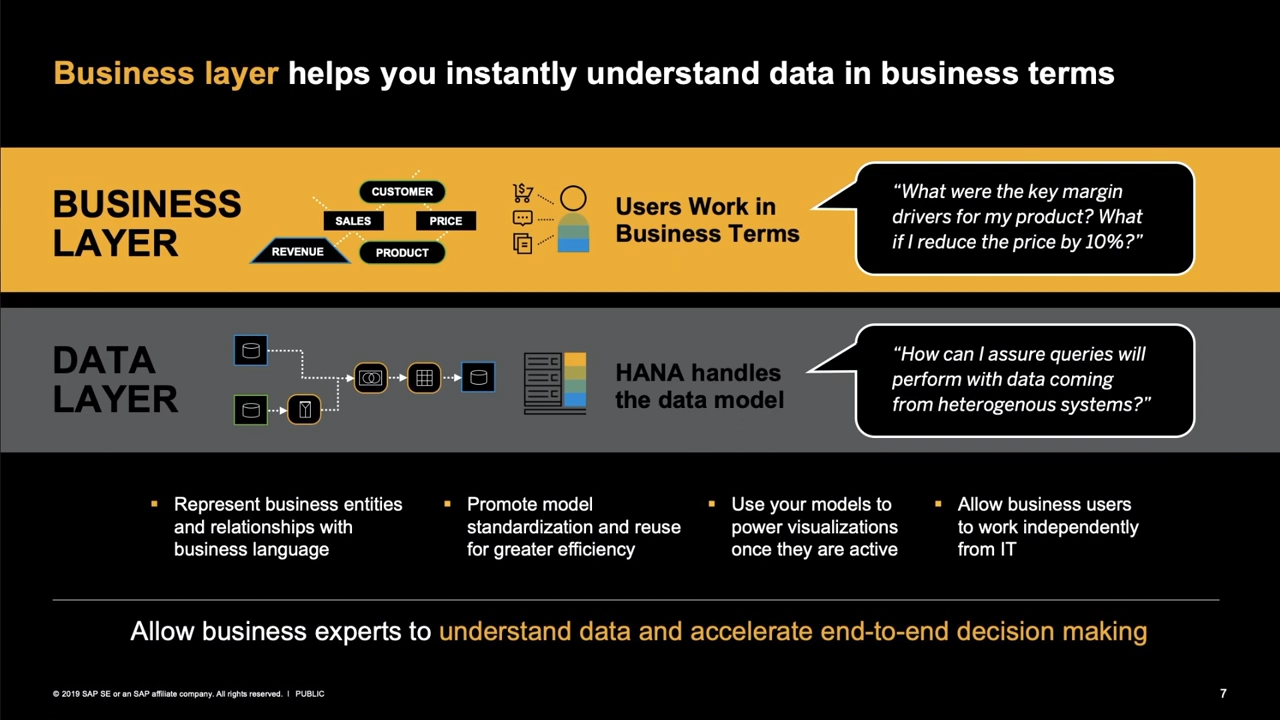 Business layer helps you instantly understand data in business terms
BUSINESS
LAYER
CUSTOMER
SALES
PRICE
REVENUE
PRODUCT
Users Work in
Business Terms
“What were the key margin
drivers for my product? What
if I reduce the price by 10%?”
DATA
LAYER
HANA handles
the data model
“How can I assure queries will
perform with data coming
from heterogenous systems?”
▪ Represent business entities
and relationships with
business language
▪ Promote model
standardization and reuse
for greater efficiency
▪ Use your models to
power visualizations
once they are active
▪ Allow business users
to work independently
from IT
Allow business experts to understand data and accelerate end-to-end decision making
© 2019 SAP SE or an SAP affiliate company. All rights reserved. | PUBLIC
7